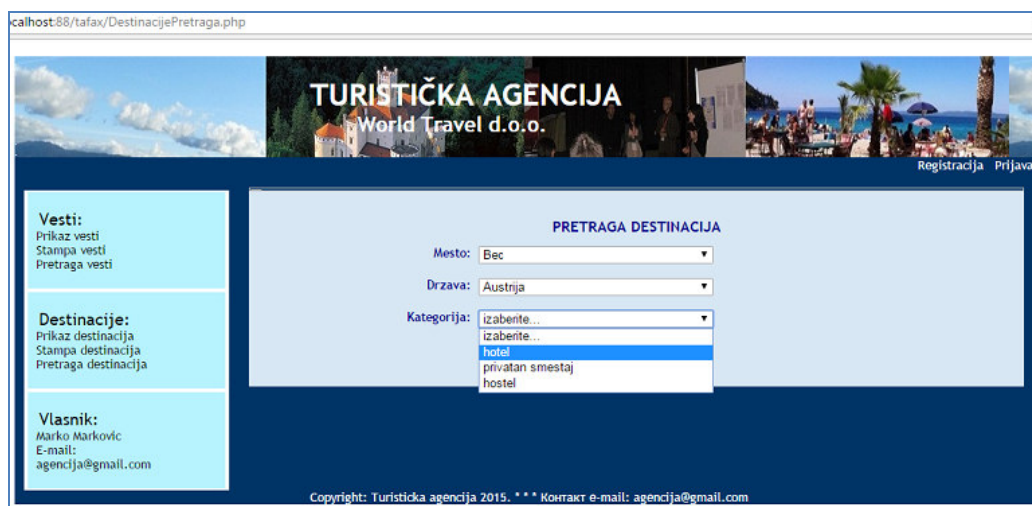 ocalhost:88/tafax/DestinacijePretraga.php
TURISTIČKA AGENCIJA
World Travel d.o.o.
Registracija Prijava
Vesti:
Prikaz vesti
Stampa vesti
Pretraga vesti
Destinacije:
Prikaz destinacija
Stampa destinacija
Pretraga destinacija
Vlasnik:
Marko Markovic
E-mail:
agencija@gmail.com
PRETRAGA DESTINACIJA
Mesto: Bec
Drzava: Austrija
Kategorija: izaberite...
izaberite...
hotel
privatan smestaj
hostel
Copyright: Turisticka agencija 2015. * * * Контакт e-mail: agencija@gmail.com